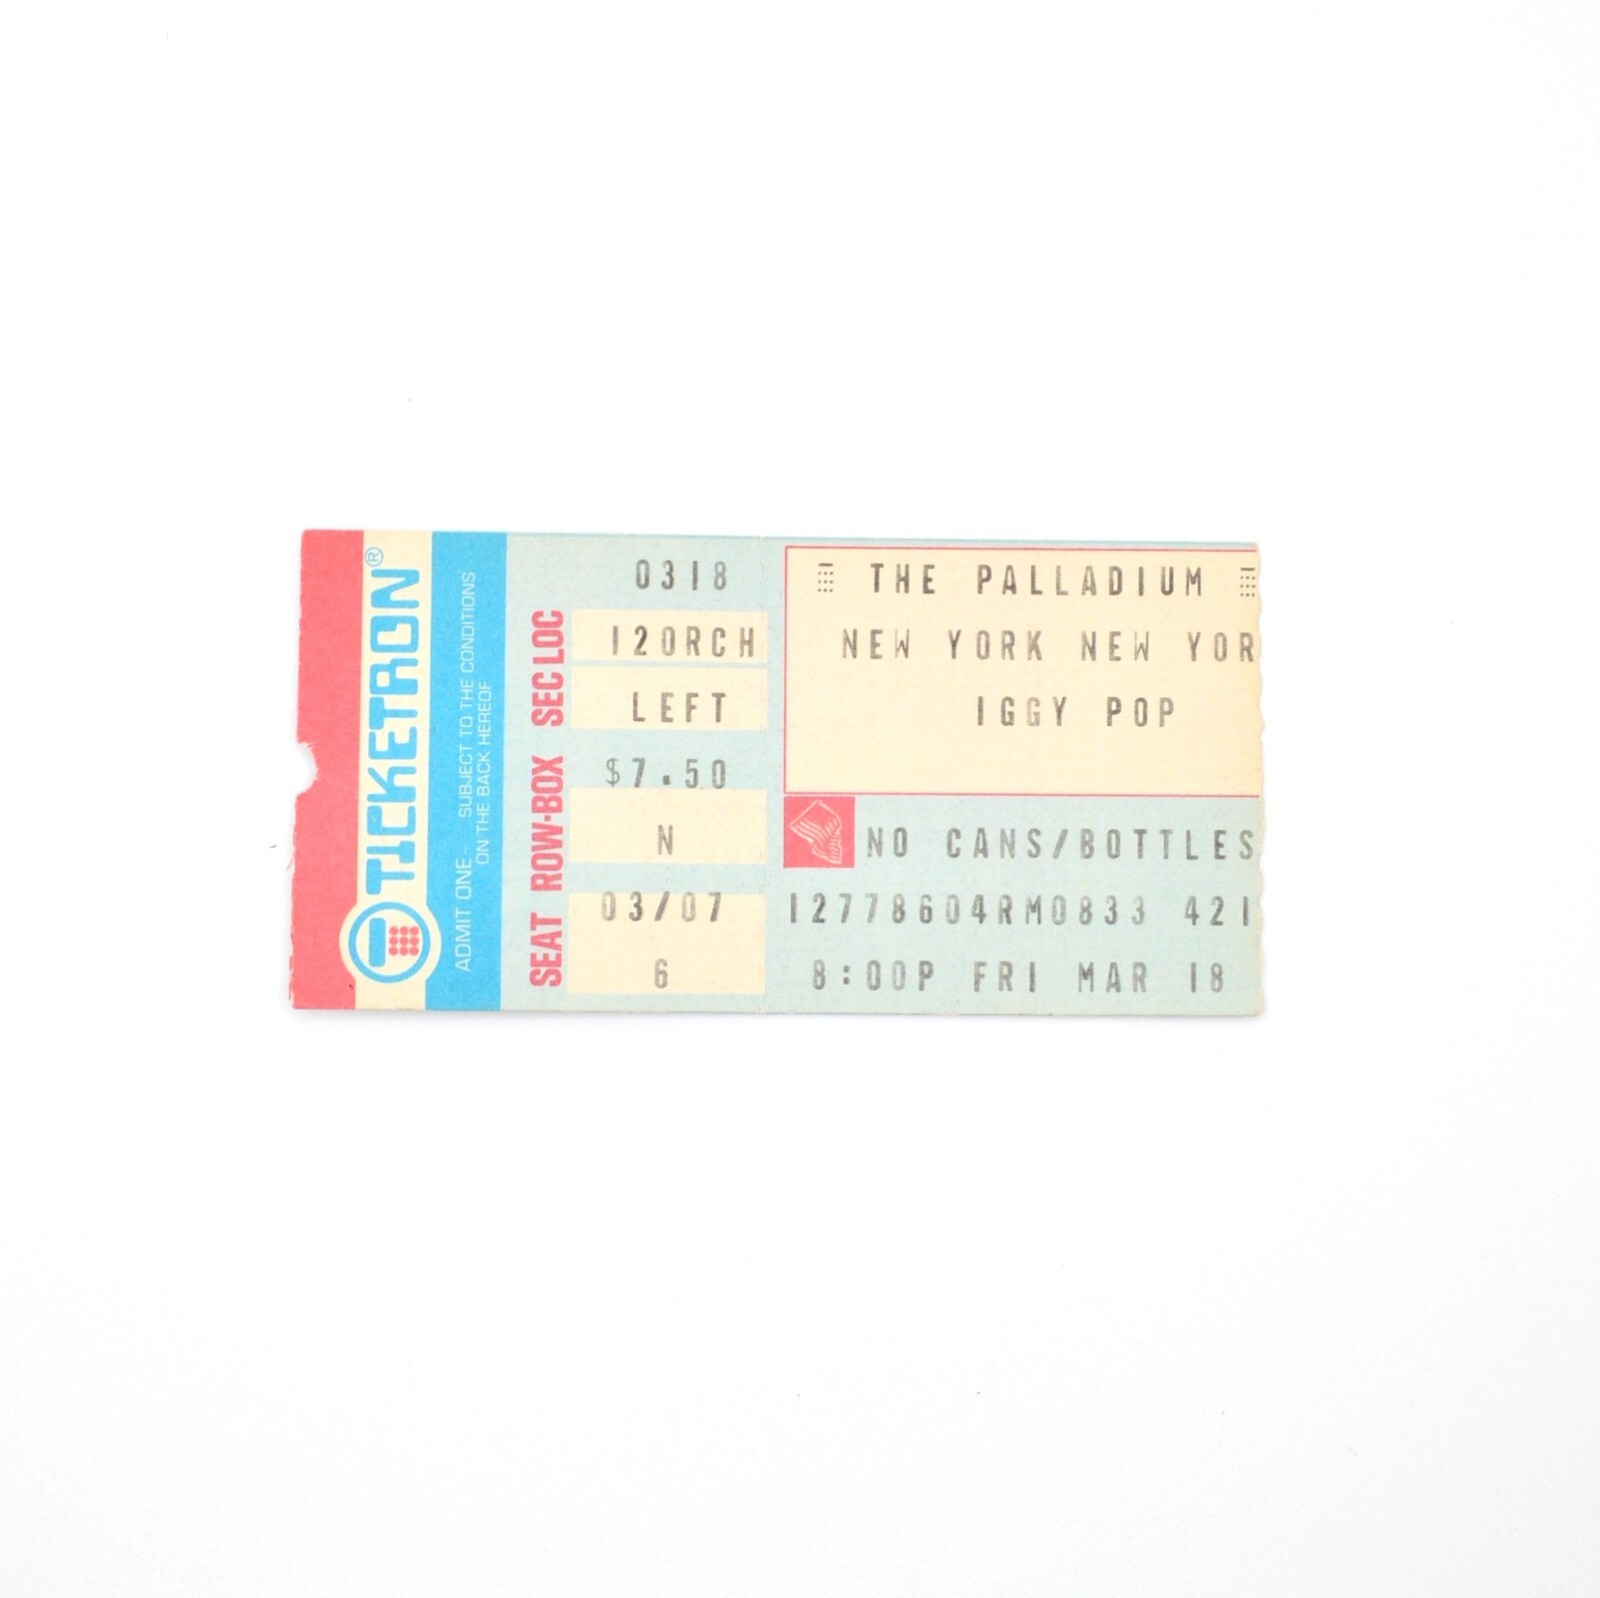 TICKETRON®
ADMIT ONE - SUBJECT TO THE CONDITIONS
ON THE BACK HEREOF
SEAT ROW-BOX SEC LOC
0318
120RCH
LEFT
$7.50
N
03/07
6
THE PALLADIUM
NEW YORK NEW YOR
IGGY POP
NO CANS/BOTTLES
12778604RM0833 421
8:00P FRI MAR 18